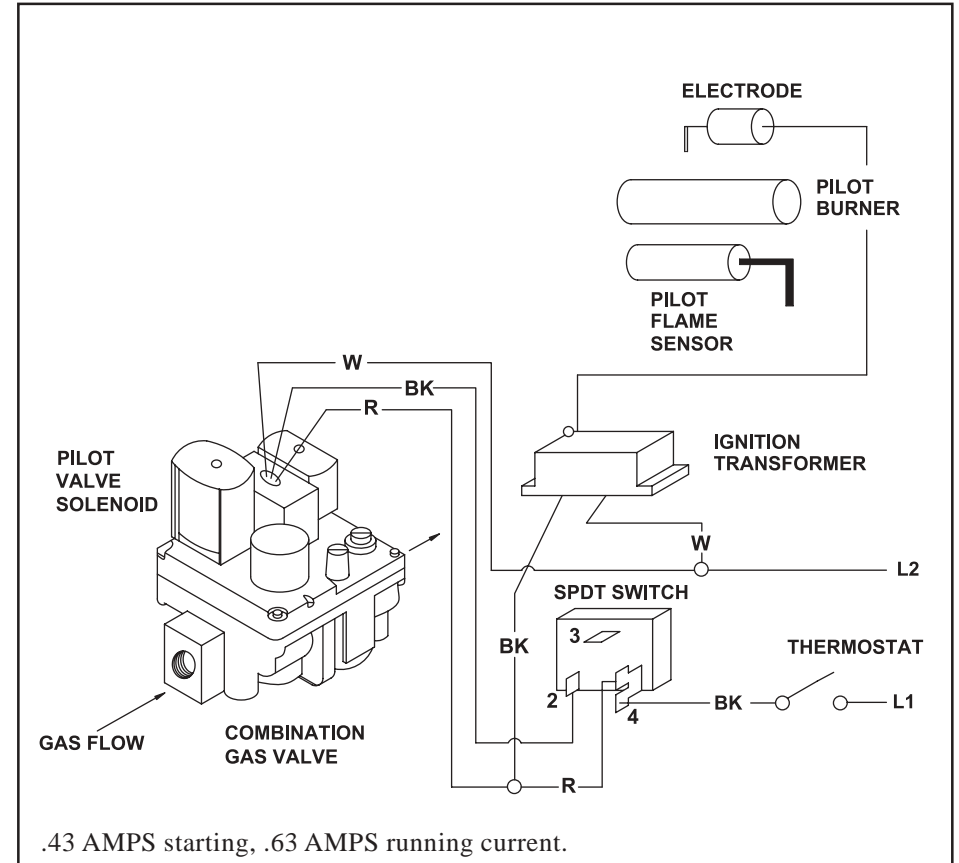 ELECTRODE
PILOT
BURNER
PILOT
FLAME
SENSOR
W
BK
R
PILOT
VALVE
SOLENOID
IGNITION
TRANSFORMER
W
L2
SPDT SWITCH
3
BK
THERMOSTAT
2
4
BK
L1
GAS FLOW
COMBINATION
GAS VALVE
R
.43 AMPS starting, .63 AMPS running current.